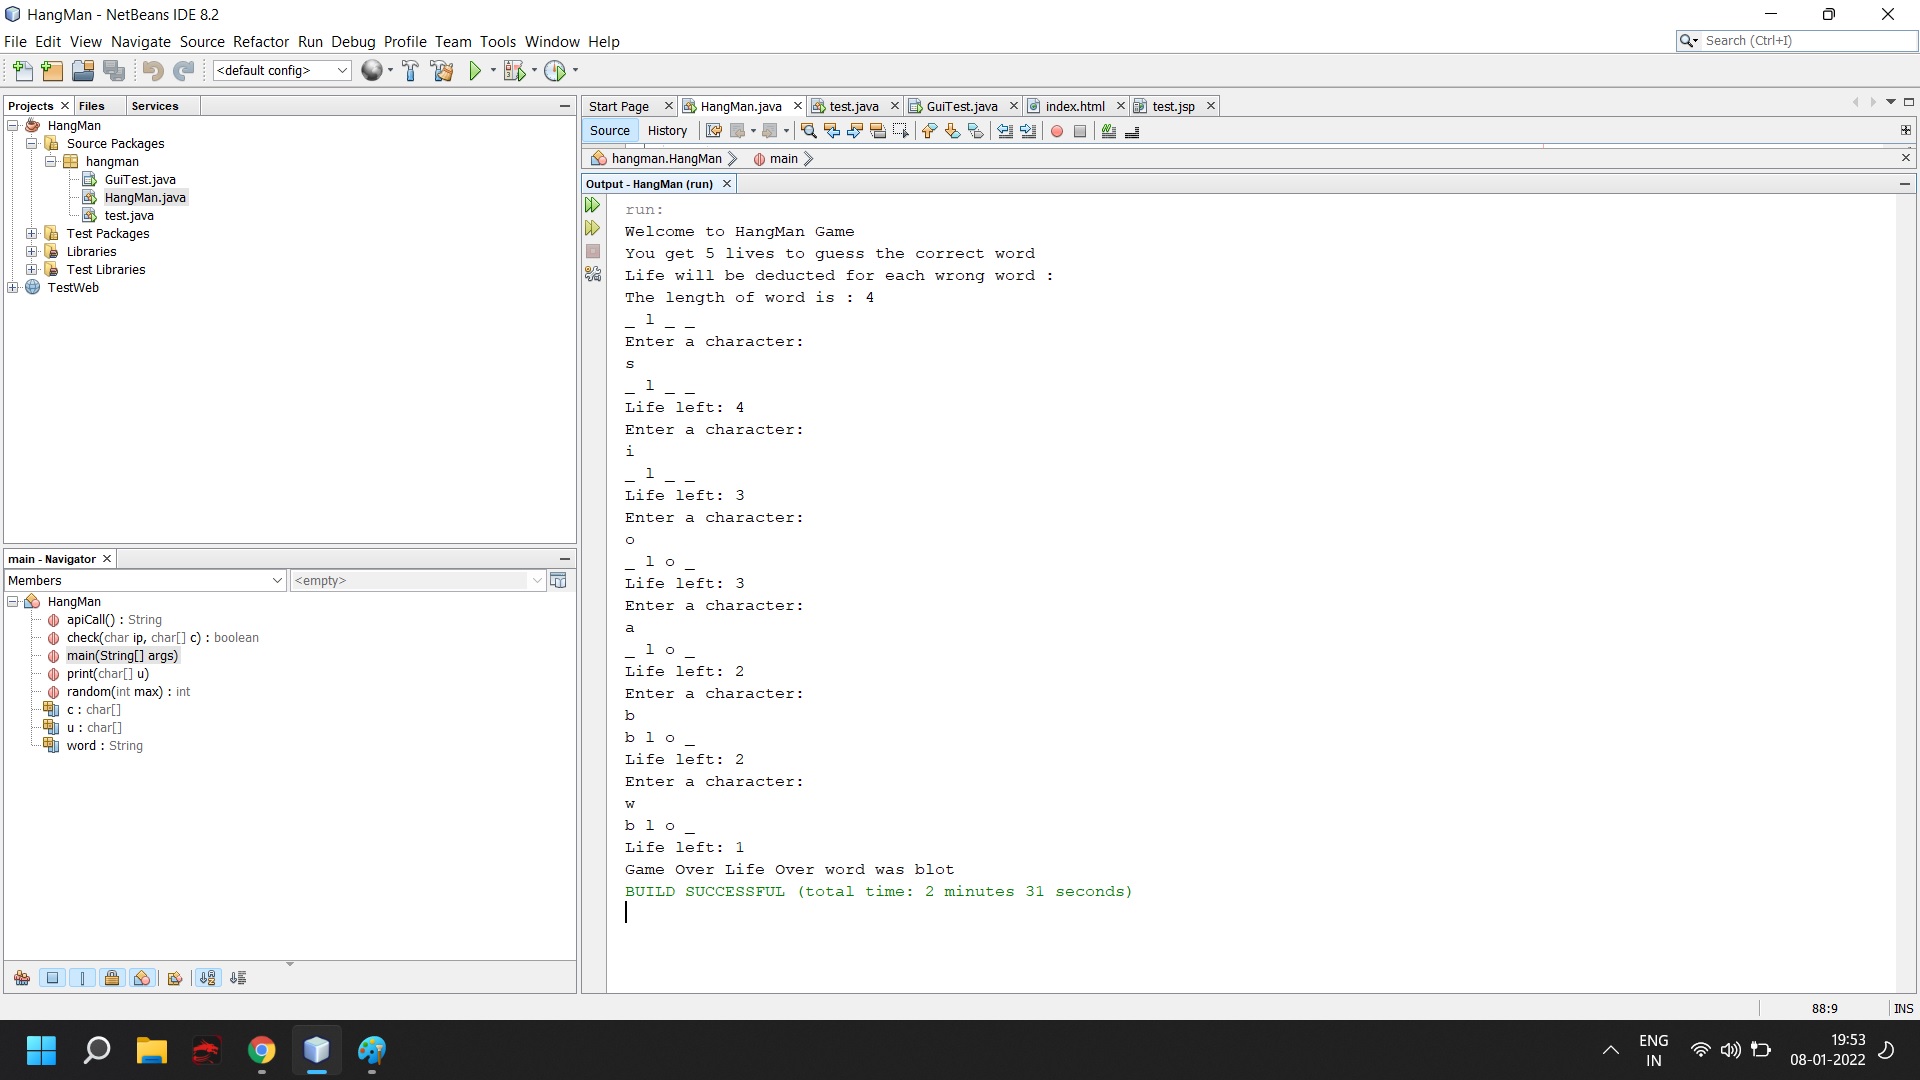 HangMan - NetBeans IDE 8.2
File Edit View Navigate Source Refactor Run Debug Profile Team Tools Window Help
Search (Ctrl+I)
<default config>
Projects Files Services
HangMan
Source Packages
hangman
GuiTest.java
HangMan.java
test.java
Test Packages
Libraries
Test Libraries
TestWeb
main - Navigator
Members <empty>
HangMan
apiCall() : String
check(char ip, char[] c) : boolean
main(String[] args)
print(char[] u)
random(int max) : int
c : char[]
u : char[]
word : String
Start Page HangMan.java test.java GuiTest.java index.html test.jsp
Source History
hangman.HangMan main
Output - HangMan (run)
run:
Welcome to HangMan Game
You get 5 lives to guess the correct word
Life will be deducted for each wrong word :
The length of word is : 4
_ l _ _
Enter a character:
s
_ l _ _
Life left: 4
Enter a character:
i
_ l _ _
Life left: 3
Enter a character:
o
_ l o _
Life left: 3
Enter a character:
a
_ l o _
Life left: 2
Enter a character:
b
b l o _
Life left: 2
Enter a character:
w
b l o _
Life left: 1
Game Over Life Over word was blot
BUILD SUCCESSFUL (total time: 2 minutes 31 seconds)
88:9 INS
ENG
IN
19:53
08-01-2022